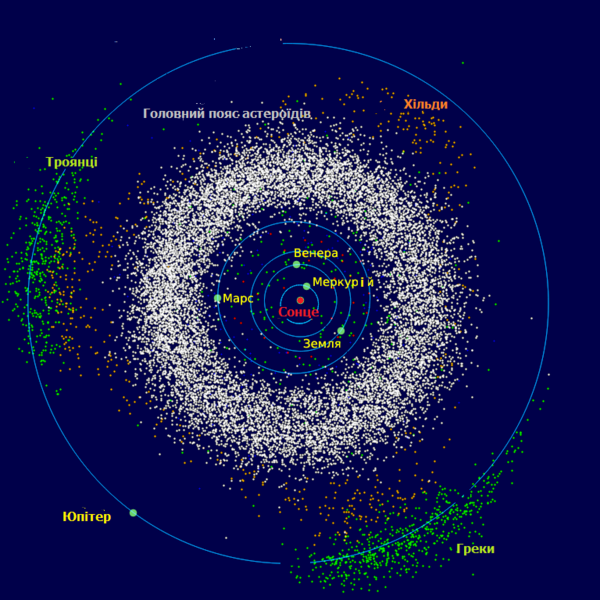 Хільди
Головний пояс астероїдів
Троянці
Венера
Меркурій
Марс
Сонце
Земля
Юпітер
Греки